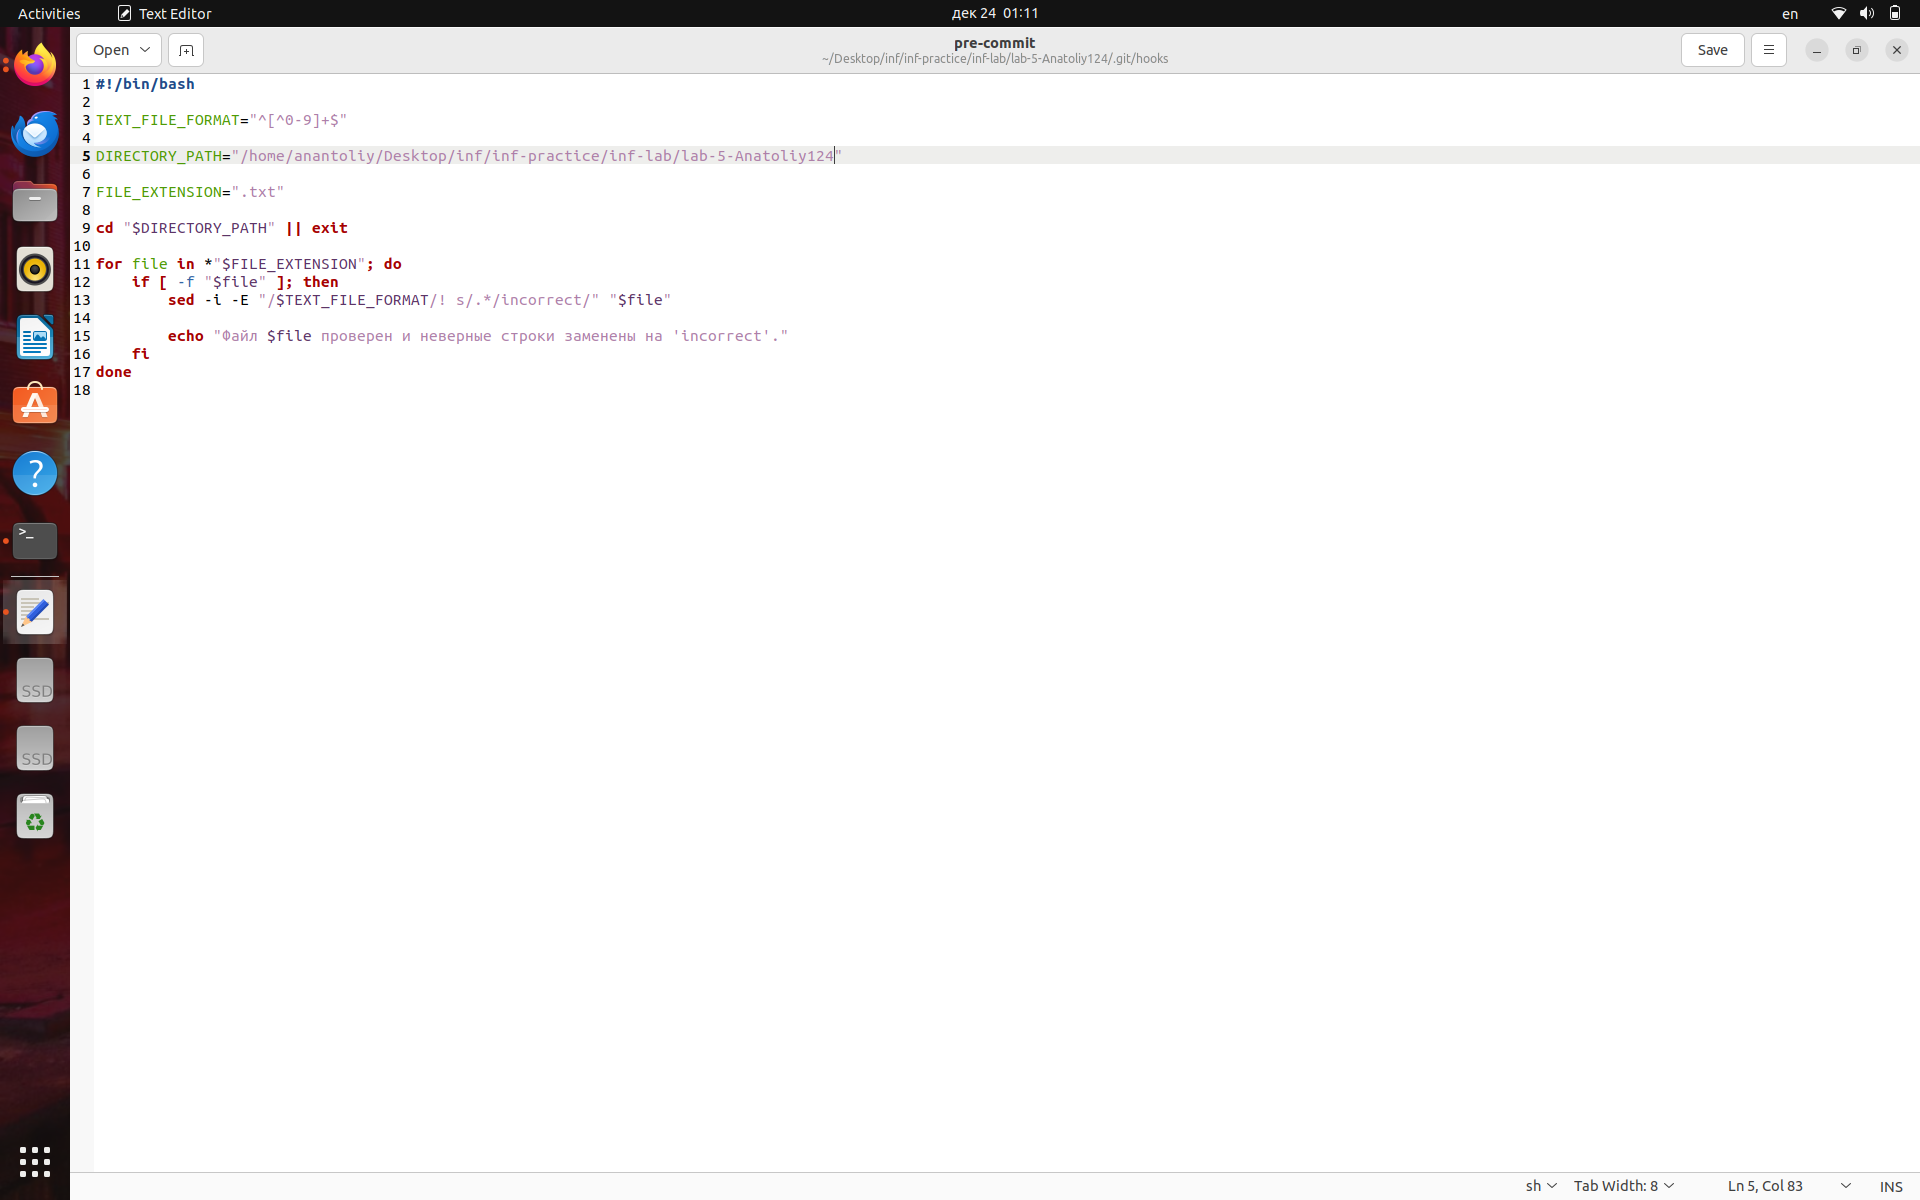 Activities
Text Editor
дек 24 01:11
en
Open
pre-commit
~/Desktop/inf/inf-practice/inf-lab/lab-5-Anatoliy124/.git/hooks
Save
1 #!/bin/bash
2
3 TEXT_FILE_FORMAT="^[^0-9]+$"
4
5 DIRECTORY_PATH="/home/anantoliy/Desktop/inf/inf-practice/inf-lab/lab-5-Anatoliy124"
6
7 FILE_EXTENSION=".txt"
8
9 cd "$DIRECTORY_PATH" || exit
10
11 for file in *"$FILE_EXTENSION"; do
12     if [ -f "$file" ]; then
13         sed -i -E "/$TEXT_FILE_FORMAT/! s/.*/incorrect/" "$file"
14
15         echo "Файл $file проверен и неверные строки заменены на 'incorrect'."
16     fi
17 done
18
>_
SSD
SSD
sh
Tab Width: 8
Ln 5, Col 83
INS